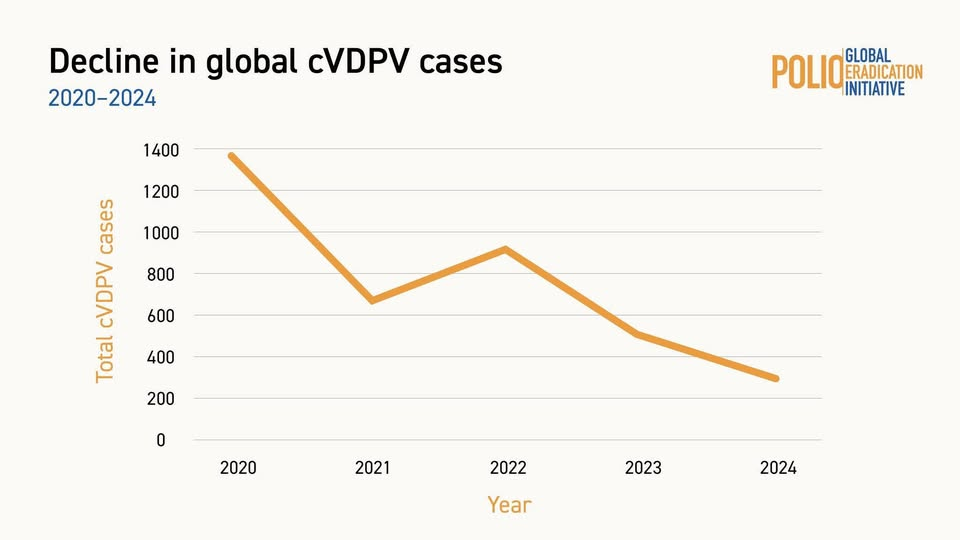 Decline in global cVDPV cases
2020–2024
POLIO
GLOBAL
ERADICATION
INITIATIVE
Total cVDPV cases
1400
1200
1000
800
600
400
200
0
2020 2021 2022 2023 2024
Year